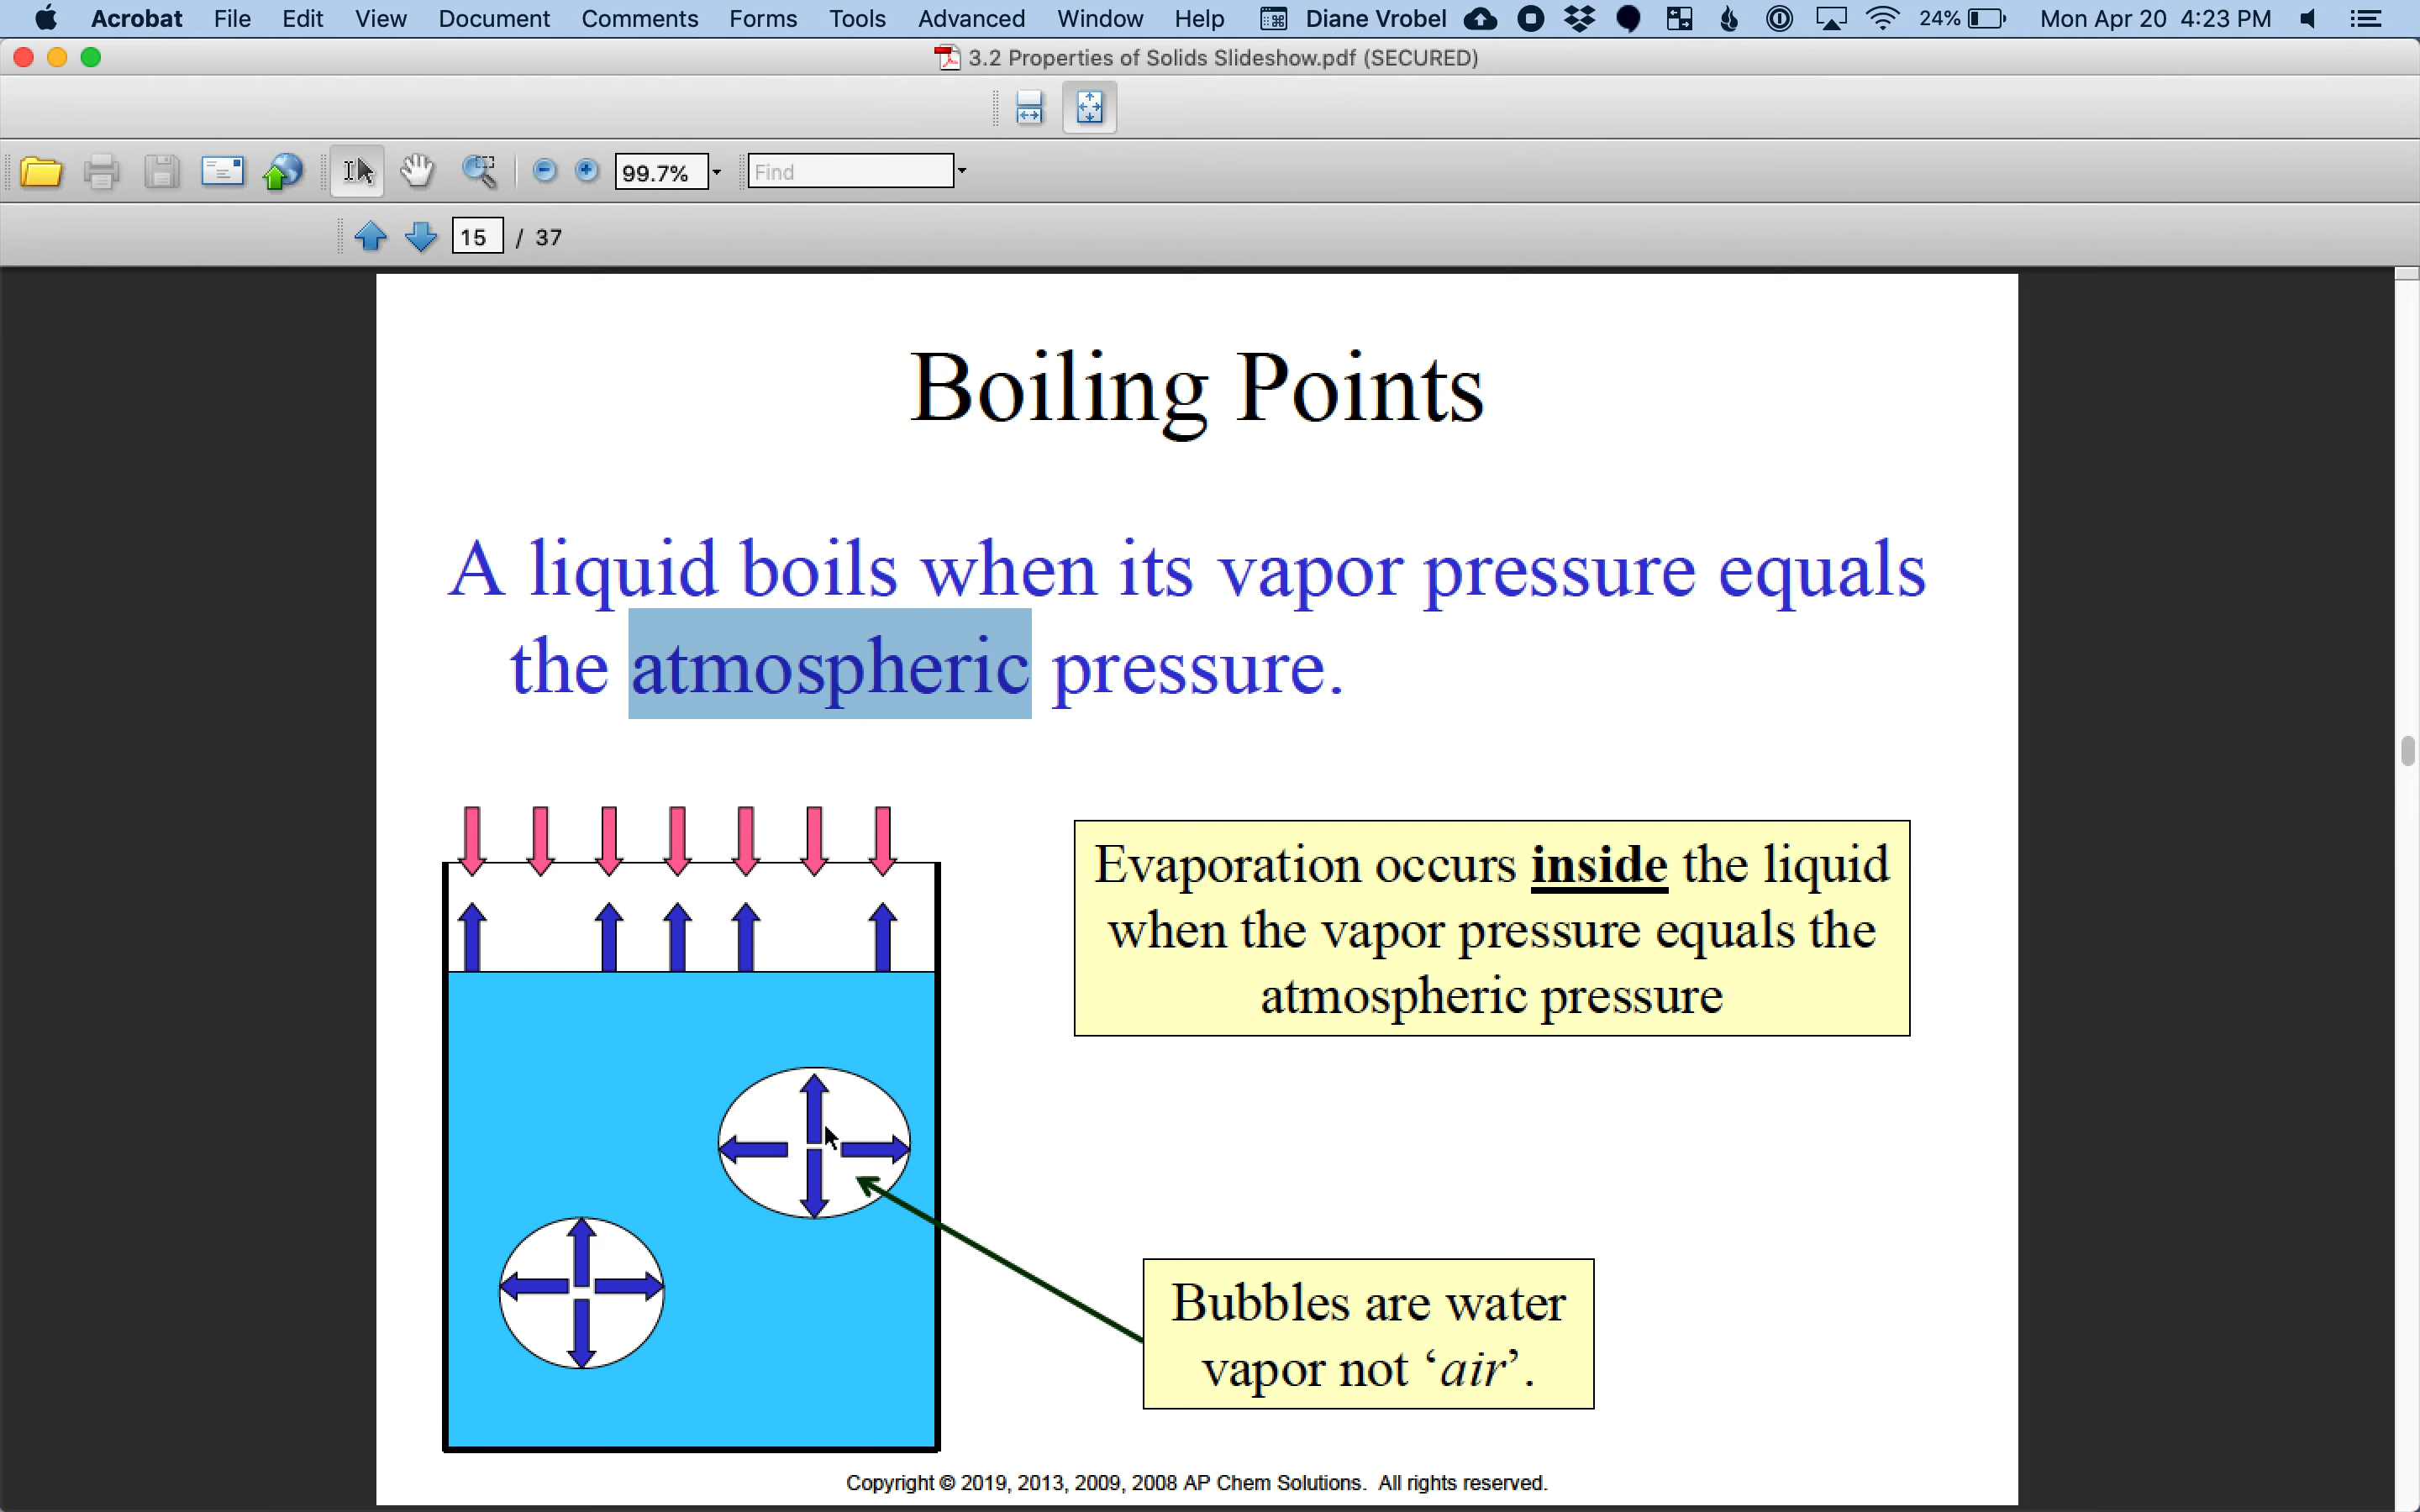 Acrobat File Edit View Document Comments Forms Tools Advanced Window Help Diane Vrobel 24% Mon Apr 20 4:23 PM
3.2 Properties of Solids Slideshow.pdf (SECURED)
99.7% Find
15 / 37
Boiling Points
A liquid boils when its vapor pressure equals
the atmospheric pressure.
Evaporation occurs inside the liquid
when the vapor pressure equals the
atmospheric pressure
Bubbles are water
vapor not ‘air’.
Copyright © 2019, 2013, 2009, 2008 AP Chem Solutions. All rights reserved.